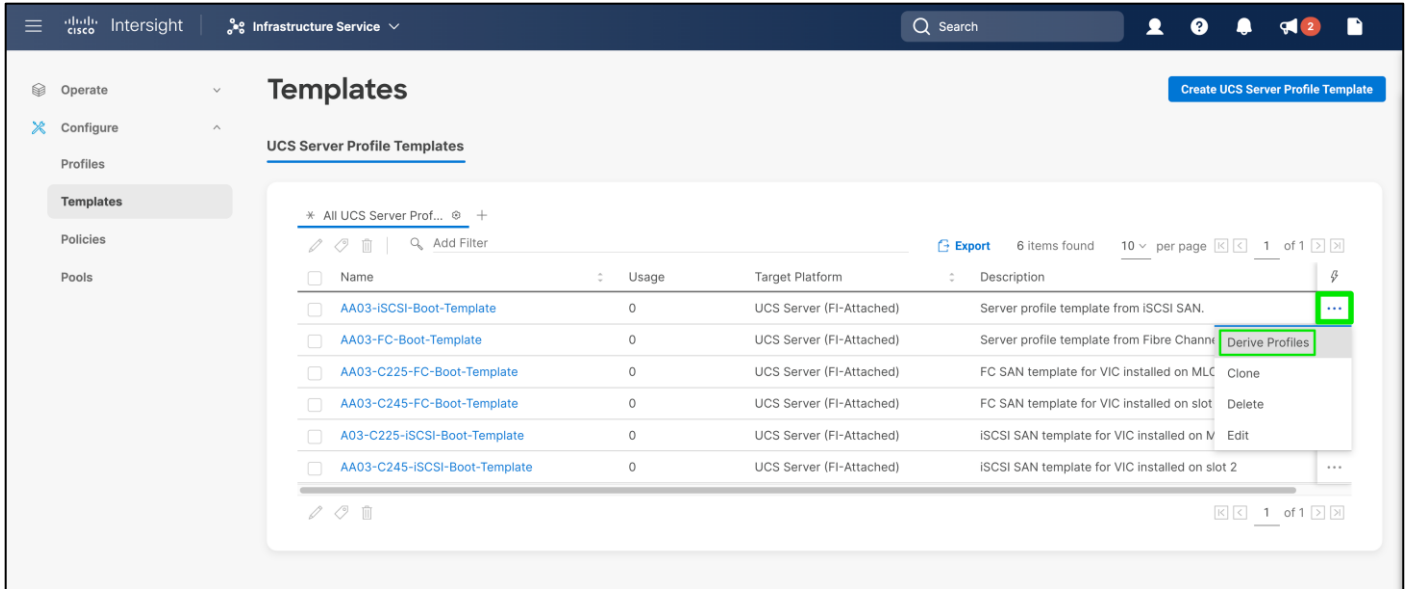 CISCO Intersight Infrastructure Service Search 2
Operate
Configure
Profiles
Templates
Policies
Pools
Templates Create UCS Server Profile Template
UCS Server Profile Templates
All UCS Server Prof...
Add Filter Export 6 items found 10 per page 1 of 1
Name Usage Target Platform Description
AA03-iSCSI-Boot-Template 0 UCS Server (FI-Attached) Server profile template from iSCSI SAN.
AA03-FC-Boot-Template 0 UCS Server (FI-Attached) Server profile template from Fibre Channe
AA03-C225-FC-Boot-Template 0 UCS Server (FI-Attached) FC SAN template for VIC installed on MLO
AA03-C245-FC-Boot-Template 0 UCS Server (FI-Attached) FC SAN template for VIC installed on slot
A03-C225-iSCSI-Boot-Template 0 UCS Server (FI-Attached) iSCSI SAN template for VIC installed on M
AA03-C245-iSCSI-Boot-Template 0 UCS Server (FI-Attached) iSCSI SAN template for VIC installed on slot 2
Derive Profiles
Clone
Delete
Edit
1 of 1